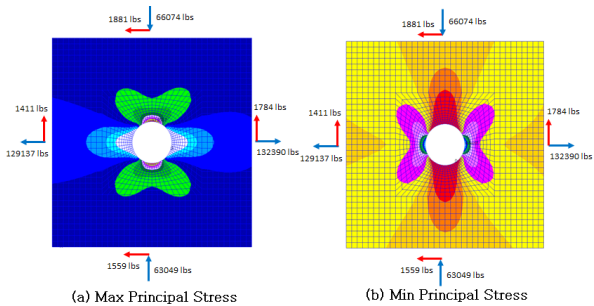 1881 lbs 66074 lbs
1411 lbs 1784 lbs
129137 lbs 132390 lbs
1559 lbs 63049 lbs
(a) Max Principal Stress
1881 lbs 66074 lbs
1411 lbs 1784 lbs
129137 lbs 132390 lbs
1559 lbs 63049 lbs
(b) Min Principal Stress